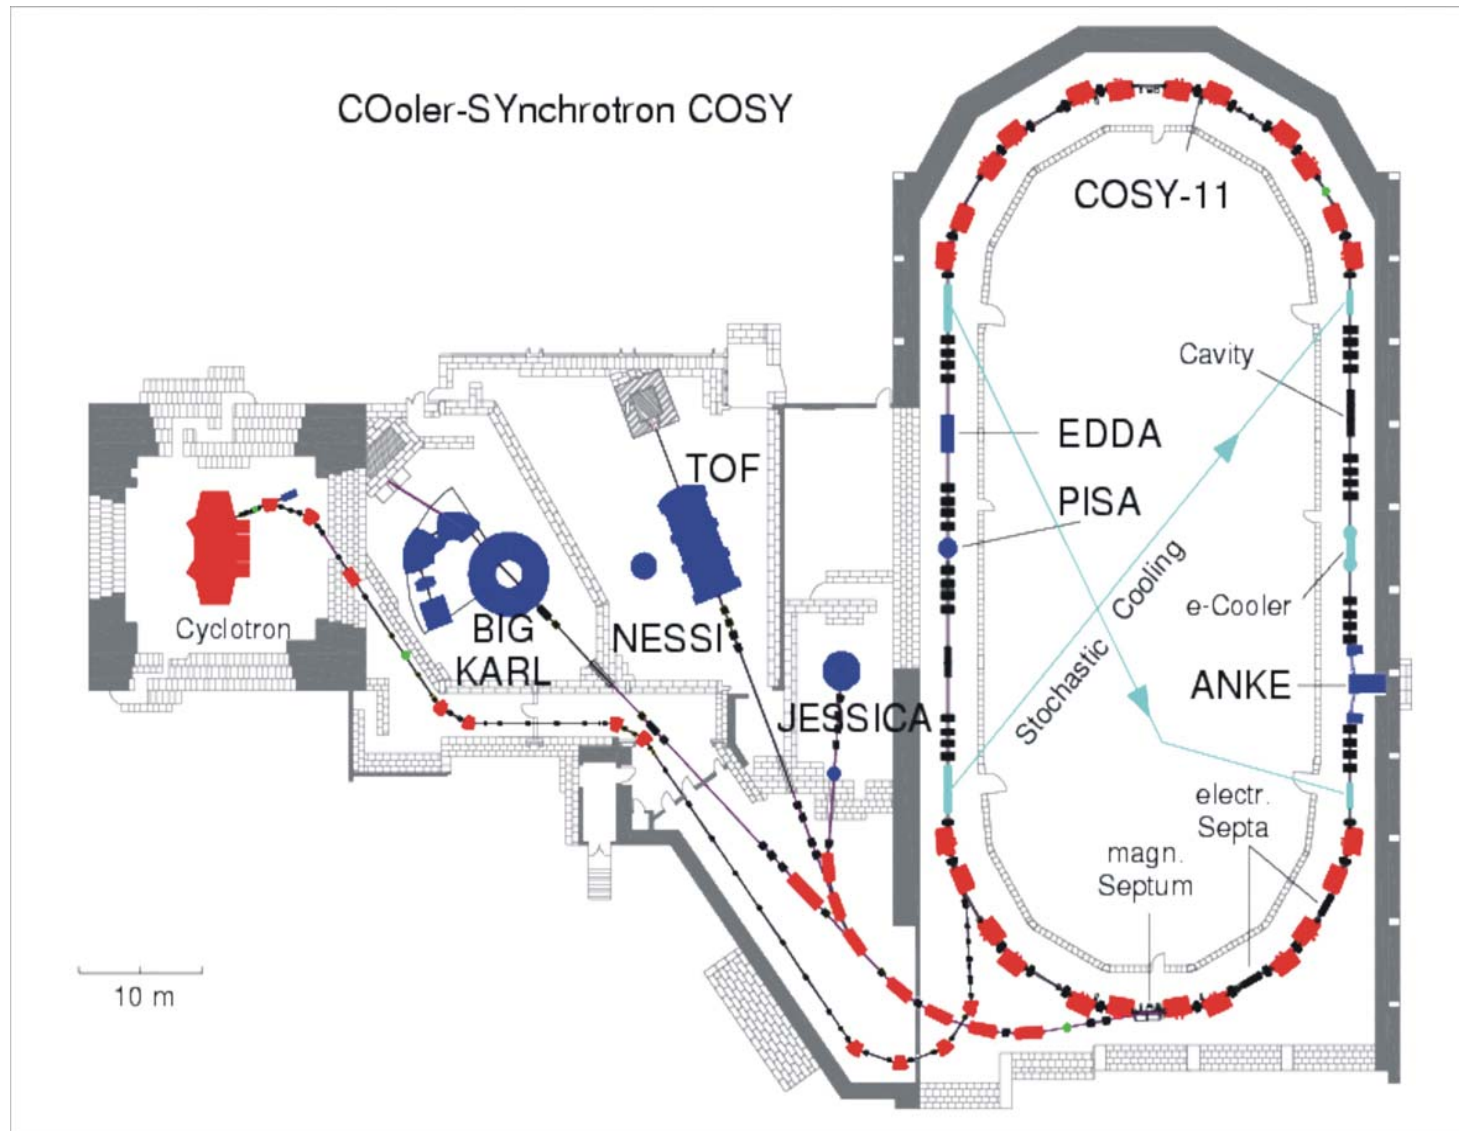 COoler-SYnchrotron COSY
COSY-11
Cavity
EDDA
TOF
PISA
Stochastic Cooling
e-Cooler
Cyclotron
BIG
KARL
NESSI
ANKE
JESSICA
electr.
Septa
magn.
Septum
10 m